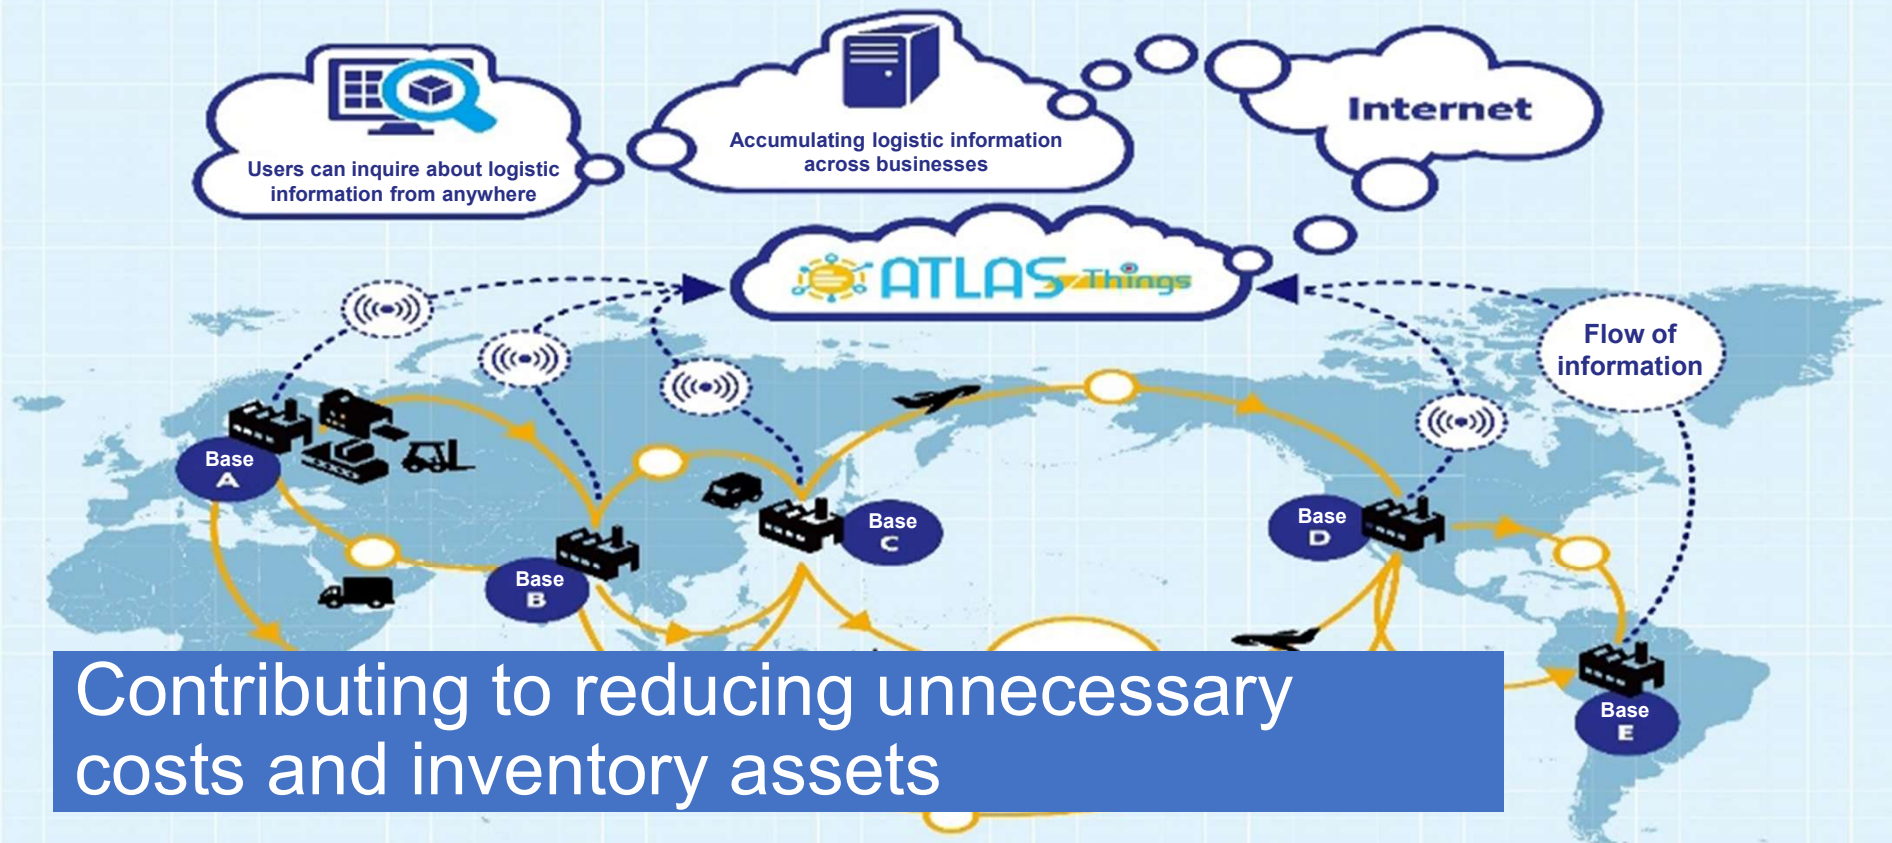 Users can inquire about logistic
information from anywhere
Accumulating logistic information
across businesses
Internet
ATLAS Things
Flow of
information
Base
A
Base
B
Base
C
Base
D
Base
E
Contributing to reducing unnecessary
costs and inventory assets